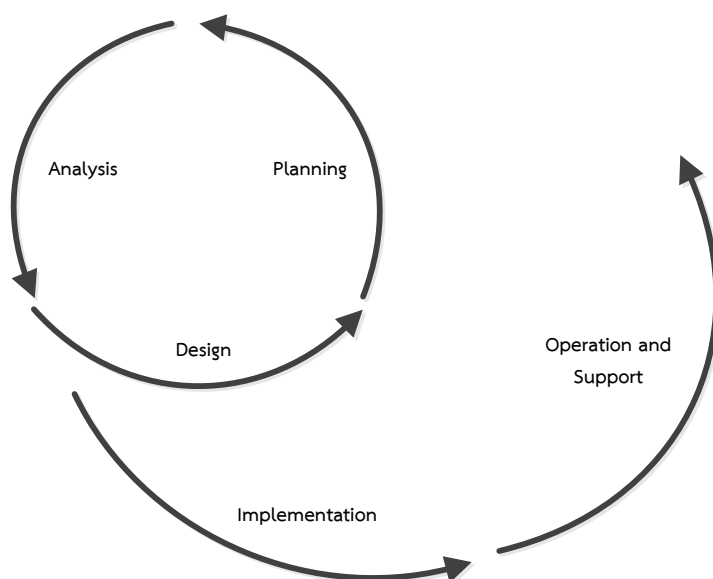 Analysis
Planning
Design
Operation and
Support
Implementation